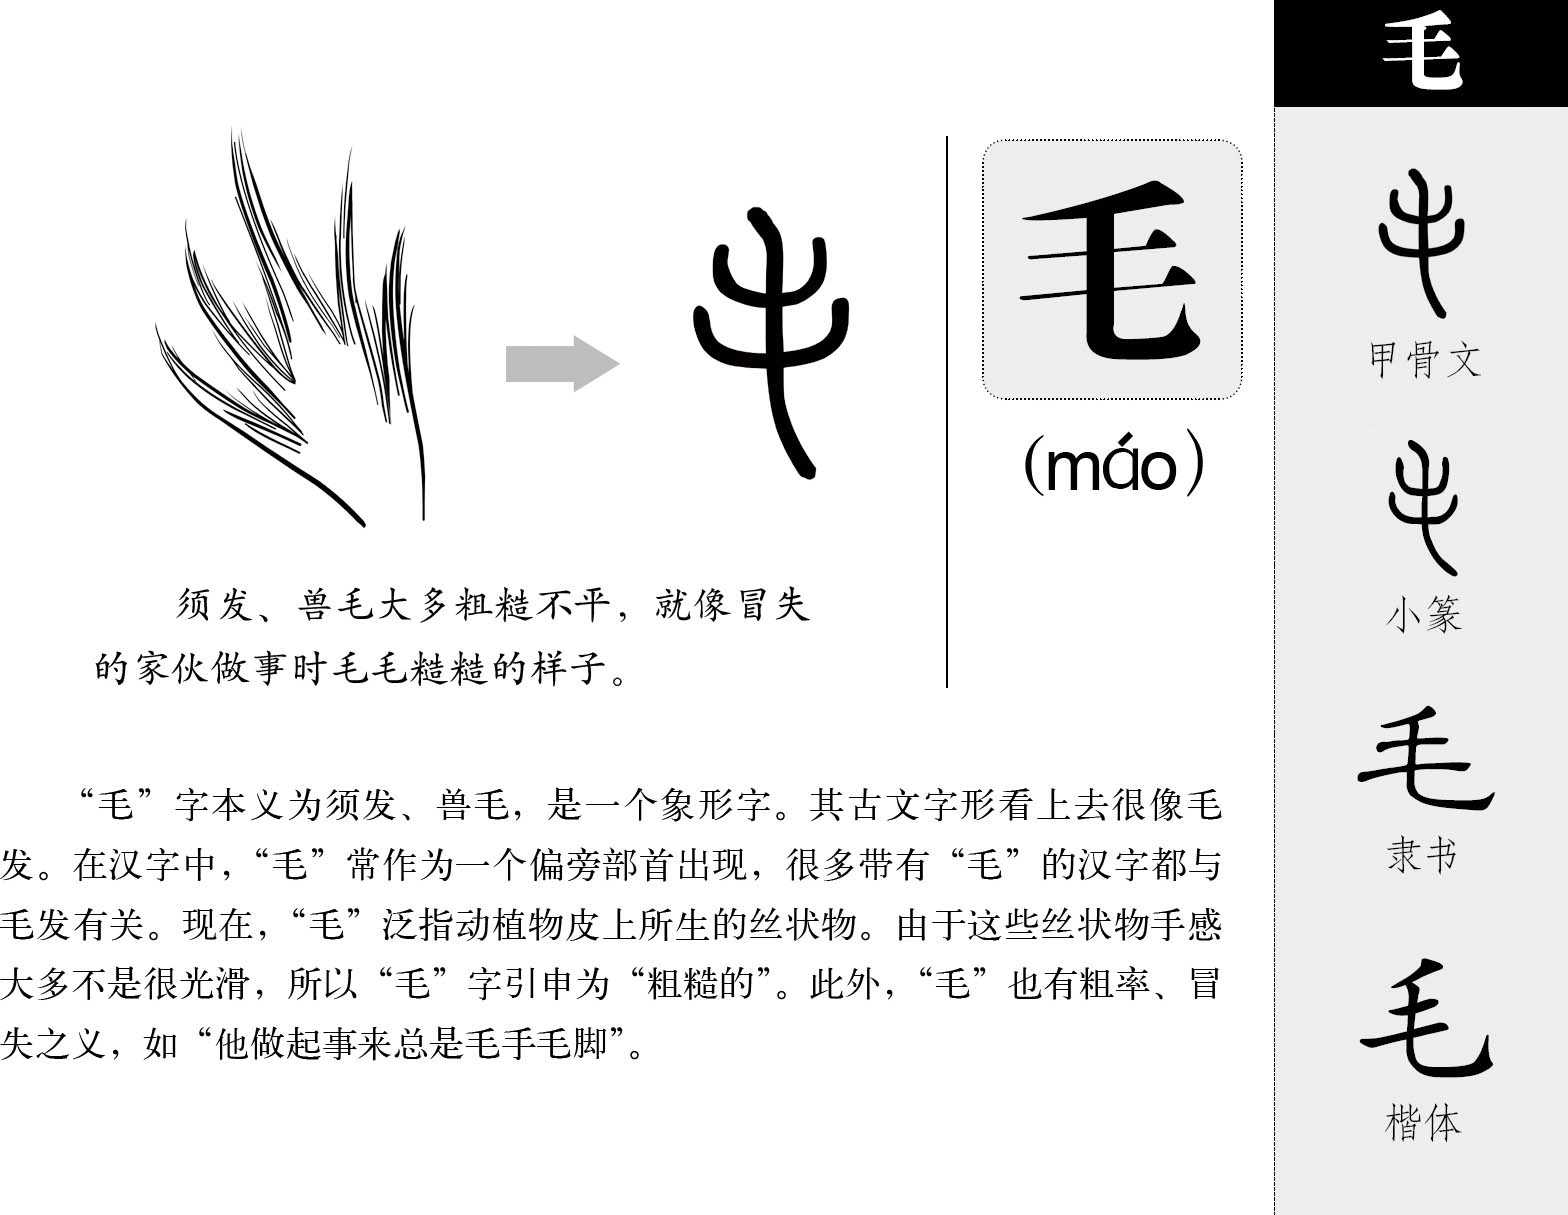 毛
毛
(máo)
须发、兽毛大多粗糙不平，就像冒失
的家伙做事时毛毛糙糙的样子。
“毛”字本义为须发、兽毛，是一个象形字。其古文字形看上去很像毛
发。在汉字中，“毛”常作为一个偏旁部首出现，很多带有“毛”的汉字都与
毛发有关。现在，“毛”泛指动植物皮上所生的丝状物。由于这些丝状物手感
大多不是很光滑，所以“毛”字引申为“粗糙的”。此外，“毛”也有粗率、冒
失之义，如“他做起事来总是毛手毛脚”。
甲骨文
小篆
毛
隶书
毛
楷体